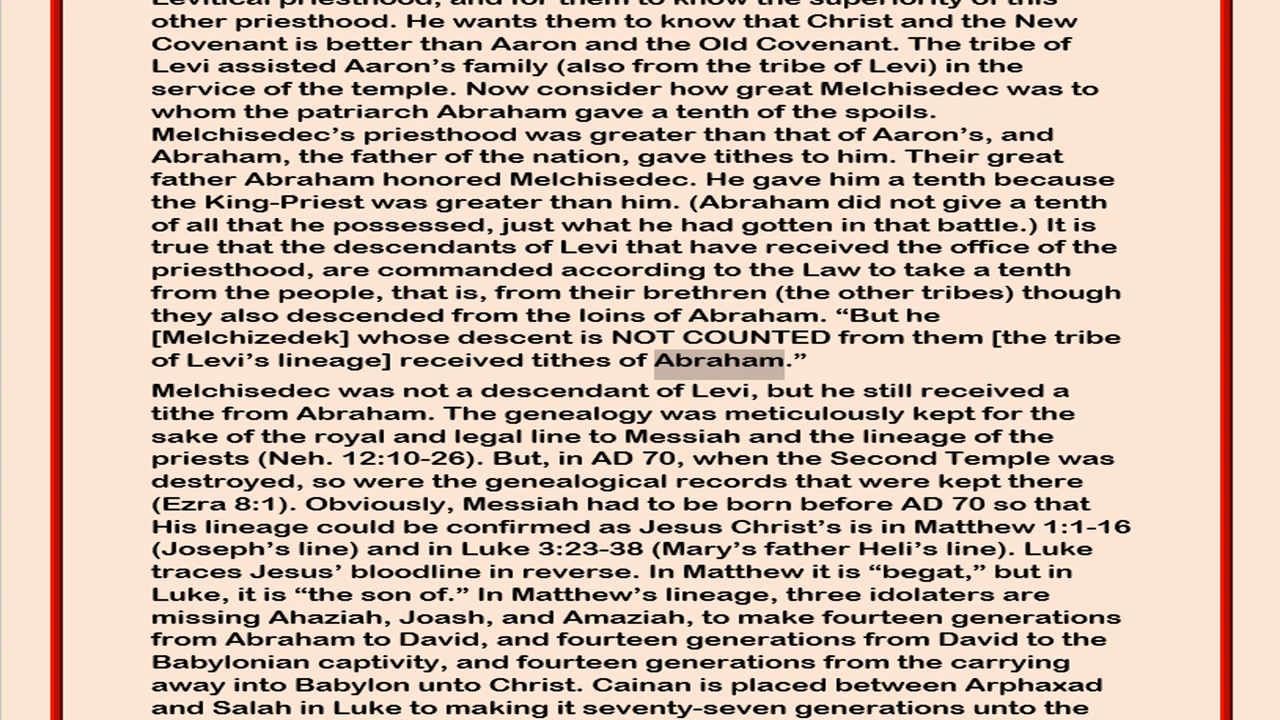 Levitical priesthood, and for them to know the superiority of this
other priesthood. He wants them to know that Christ and the New
Covenant is better than Aaron and the Old Covenant. The tribe of
Levi assisted Aaron’s family (also from the tribe of Levi) in the
service of the temple. Now consider how great Melchisedec was to
whom the patriarch Abraham gave a tenth of the spoils.
Melchisedec’s priesthood was greater than that of Aaron’s, and
Abraham, the father of the nation, gave tithes to him. Their great
father Abraham honored Melchisedec. He gave him a tenth because
the King-Priest was greater than him. (Abraham did not give a tenth
of all that he possessed, just what he had gotten in that battle.) It is
true that the descendants of Levi that have received the office of the
priesthood, are commanded according to the Law to take a tenth
from the people, that is, from their brethren (the other tribes) though
they also descended from the loins of Abraham. “But he
[Melchizedek] whose descent is NOT COUNTED from them [the tribe
of Levi’s lineage] received tithes of Abraham.”
Melchisedec was not a descendant of Levi, but he still received a
tithe from Abraham. The genealogy was meticulously kept for the
sake of the royal and legal line to Messiah and the lineage of the
priests (Neh. 12:10-26). But, in AD 70, when the Second Temple was
destroyed, so were the genealogical records that were kept there
(Ezra 8:1). Obviously, Messiah had to be born before AD 70 so that
His lineage could be confirmed as Jesus Christ’s is in Matthew 1:1-16
(Joseph’s line) and in Luke 3:23-38 (Mary’s father Heli’s line). Luke
traces Jesus’ bloodline in reverse. In Matthew it is “begat,” but in
Luke, it is “the son of.” In Matthew’s lineage, three idolaters are
missing Ahaziah, Joash, and Amaziah, to make fourteen generations
from Abraham to David, and fourteen generations from David to the
Babylonian captivity, and fourteen generations from the carrying
away into Babylon unto Christ. Cainan is placed between Arphaxad
and Salah in Luke to making it seventy-seven generations unto the